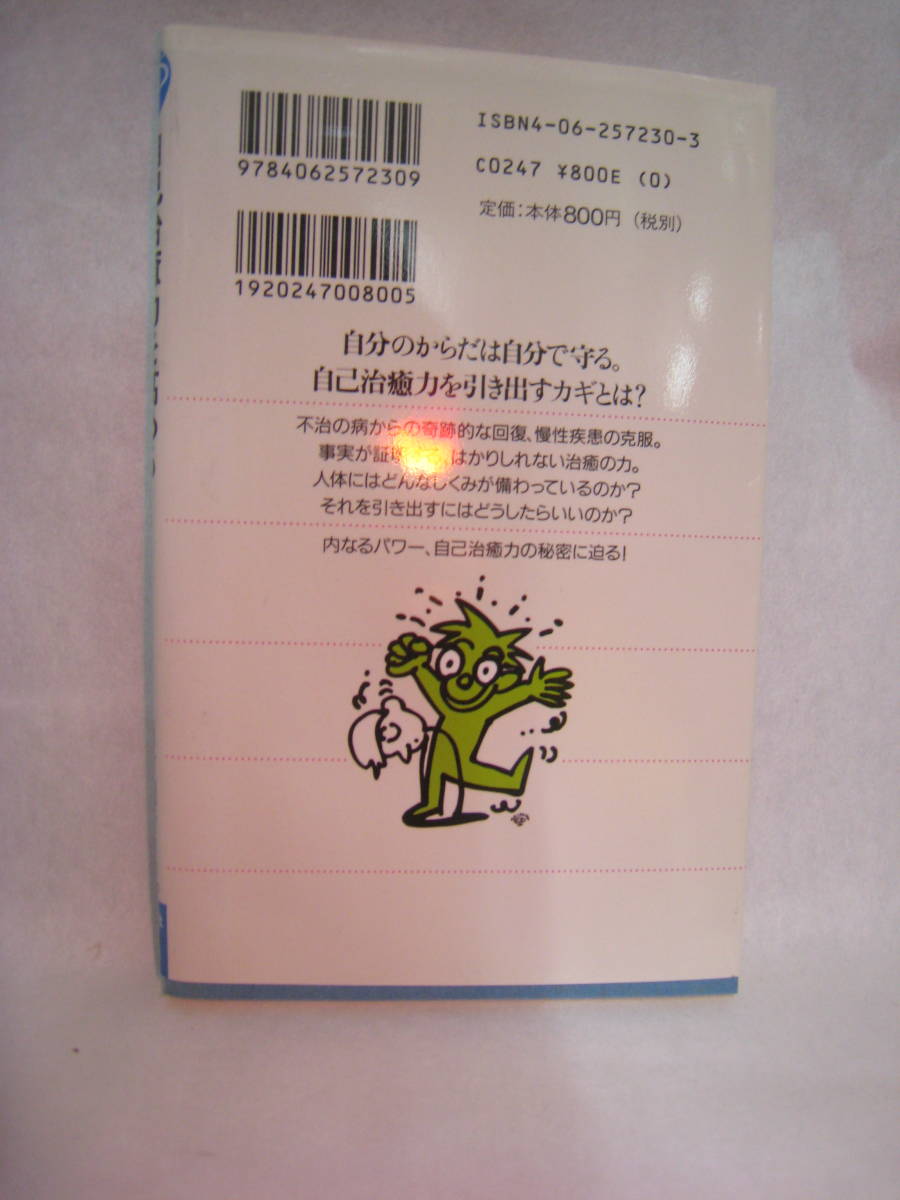 ISBN4-06-257230-3
C0247 ¥800E (0)
定価：本体800円（税別）
9784062572309
1920247008005
自分のからだは自分で守る。
自己治癒力を引き出すカギとは？
不治の病からの奇跡的な回復、慢性疾患の克服。
事実が証明する、はかりしれない治癒の力。
人体にはどんなしくみが備わっているのか？
それを引き出すにはどうしたらいいのか？
内なるパワー、自己治癒力の秘密に迫る！